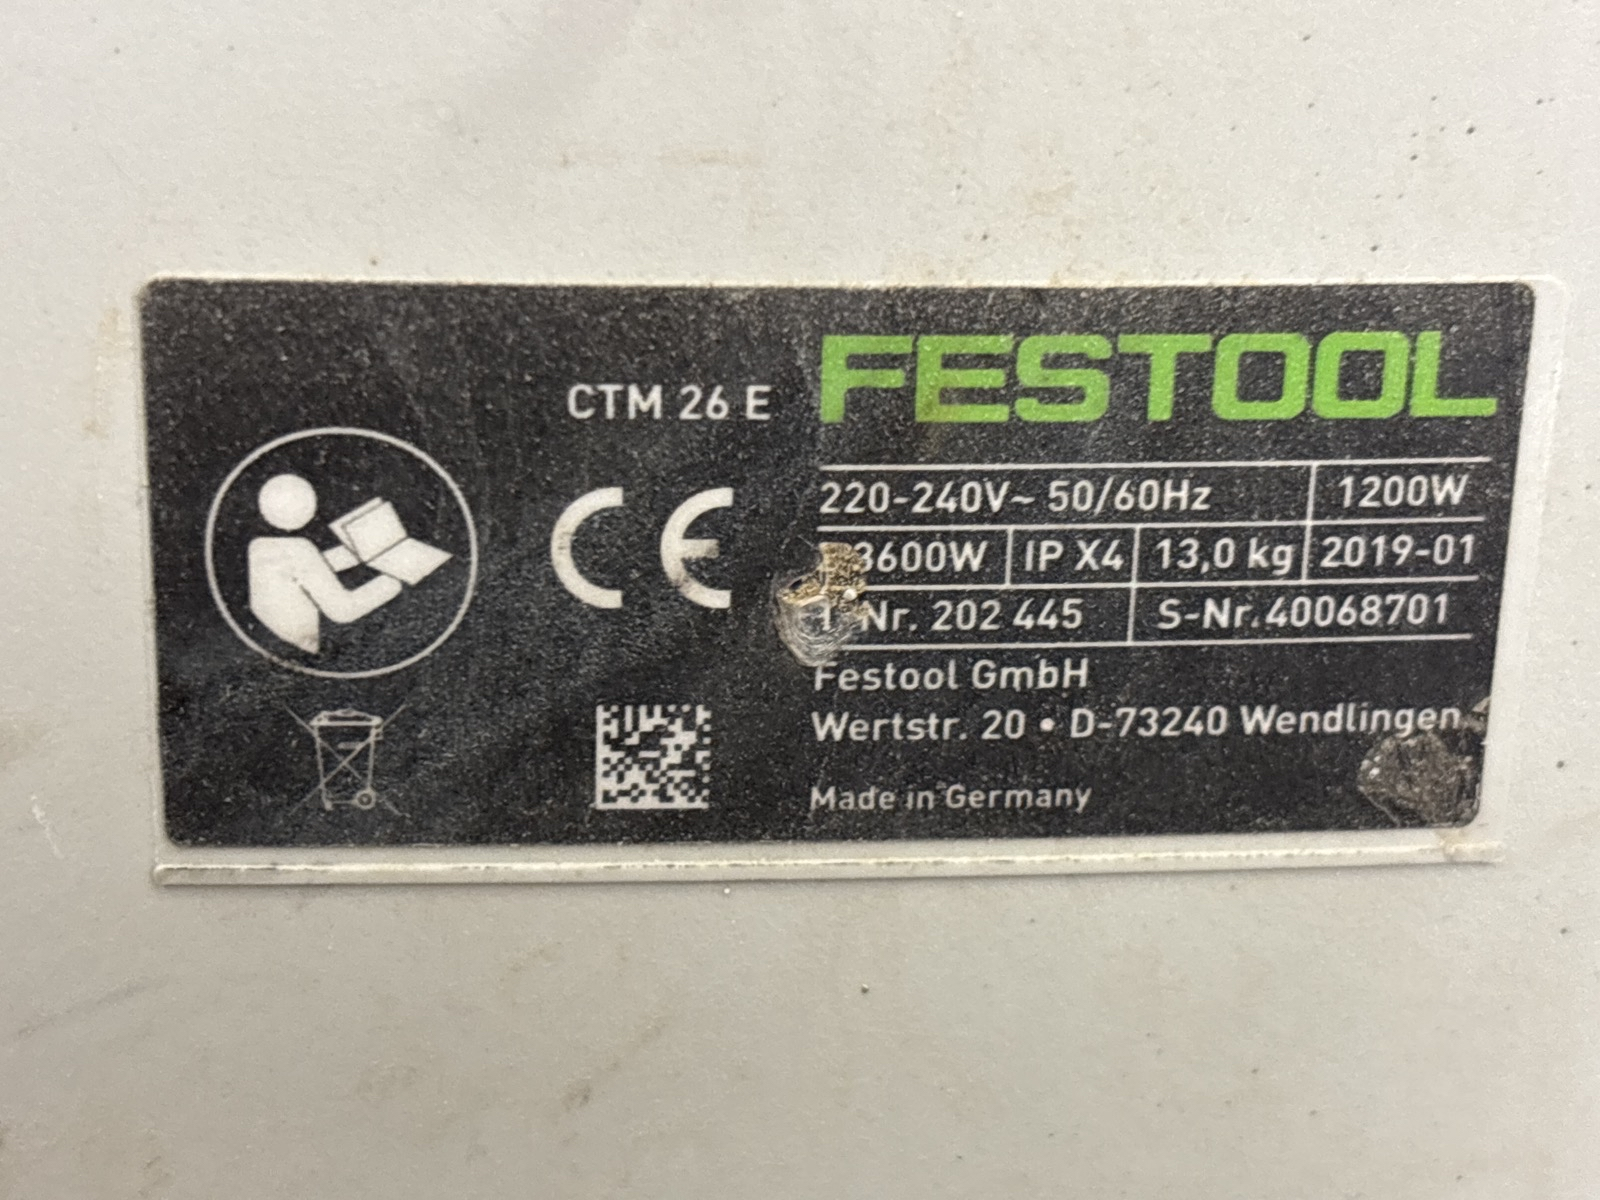 CTM 26 E
FESTOOL
220-240V~ 50/60Hz 1200W
3600W IP X4 13,0 kg 2019-01
Nr. 202 445 S-Nr. 40068701
Festool GmbH
Wertstr. 20 • D-73240 Wendlingen
Made in Germany
CE